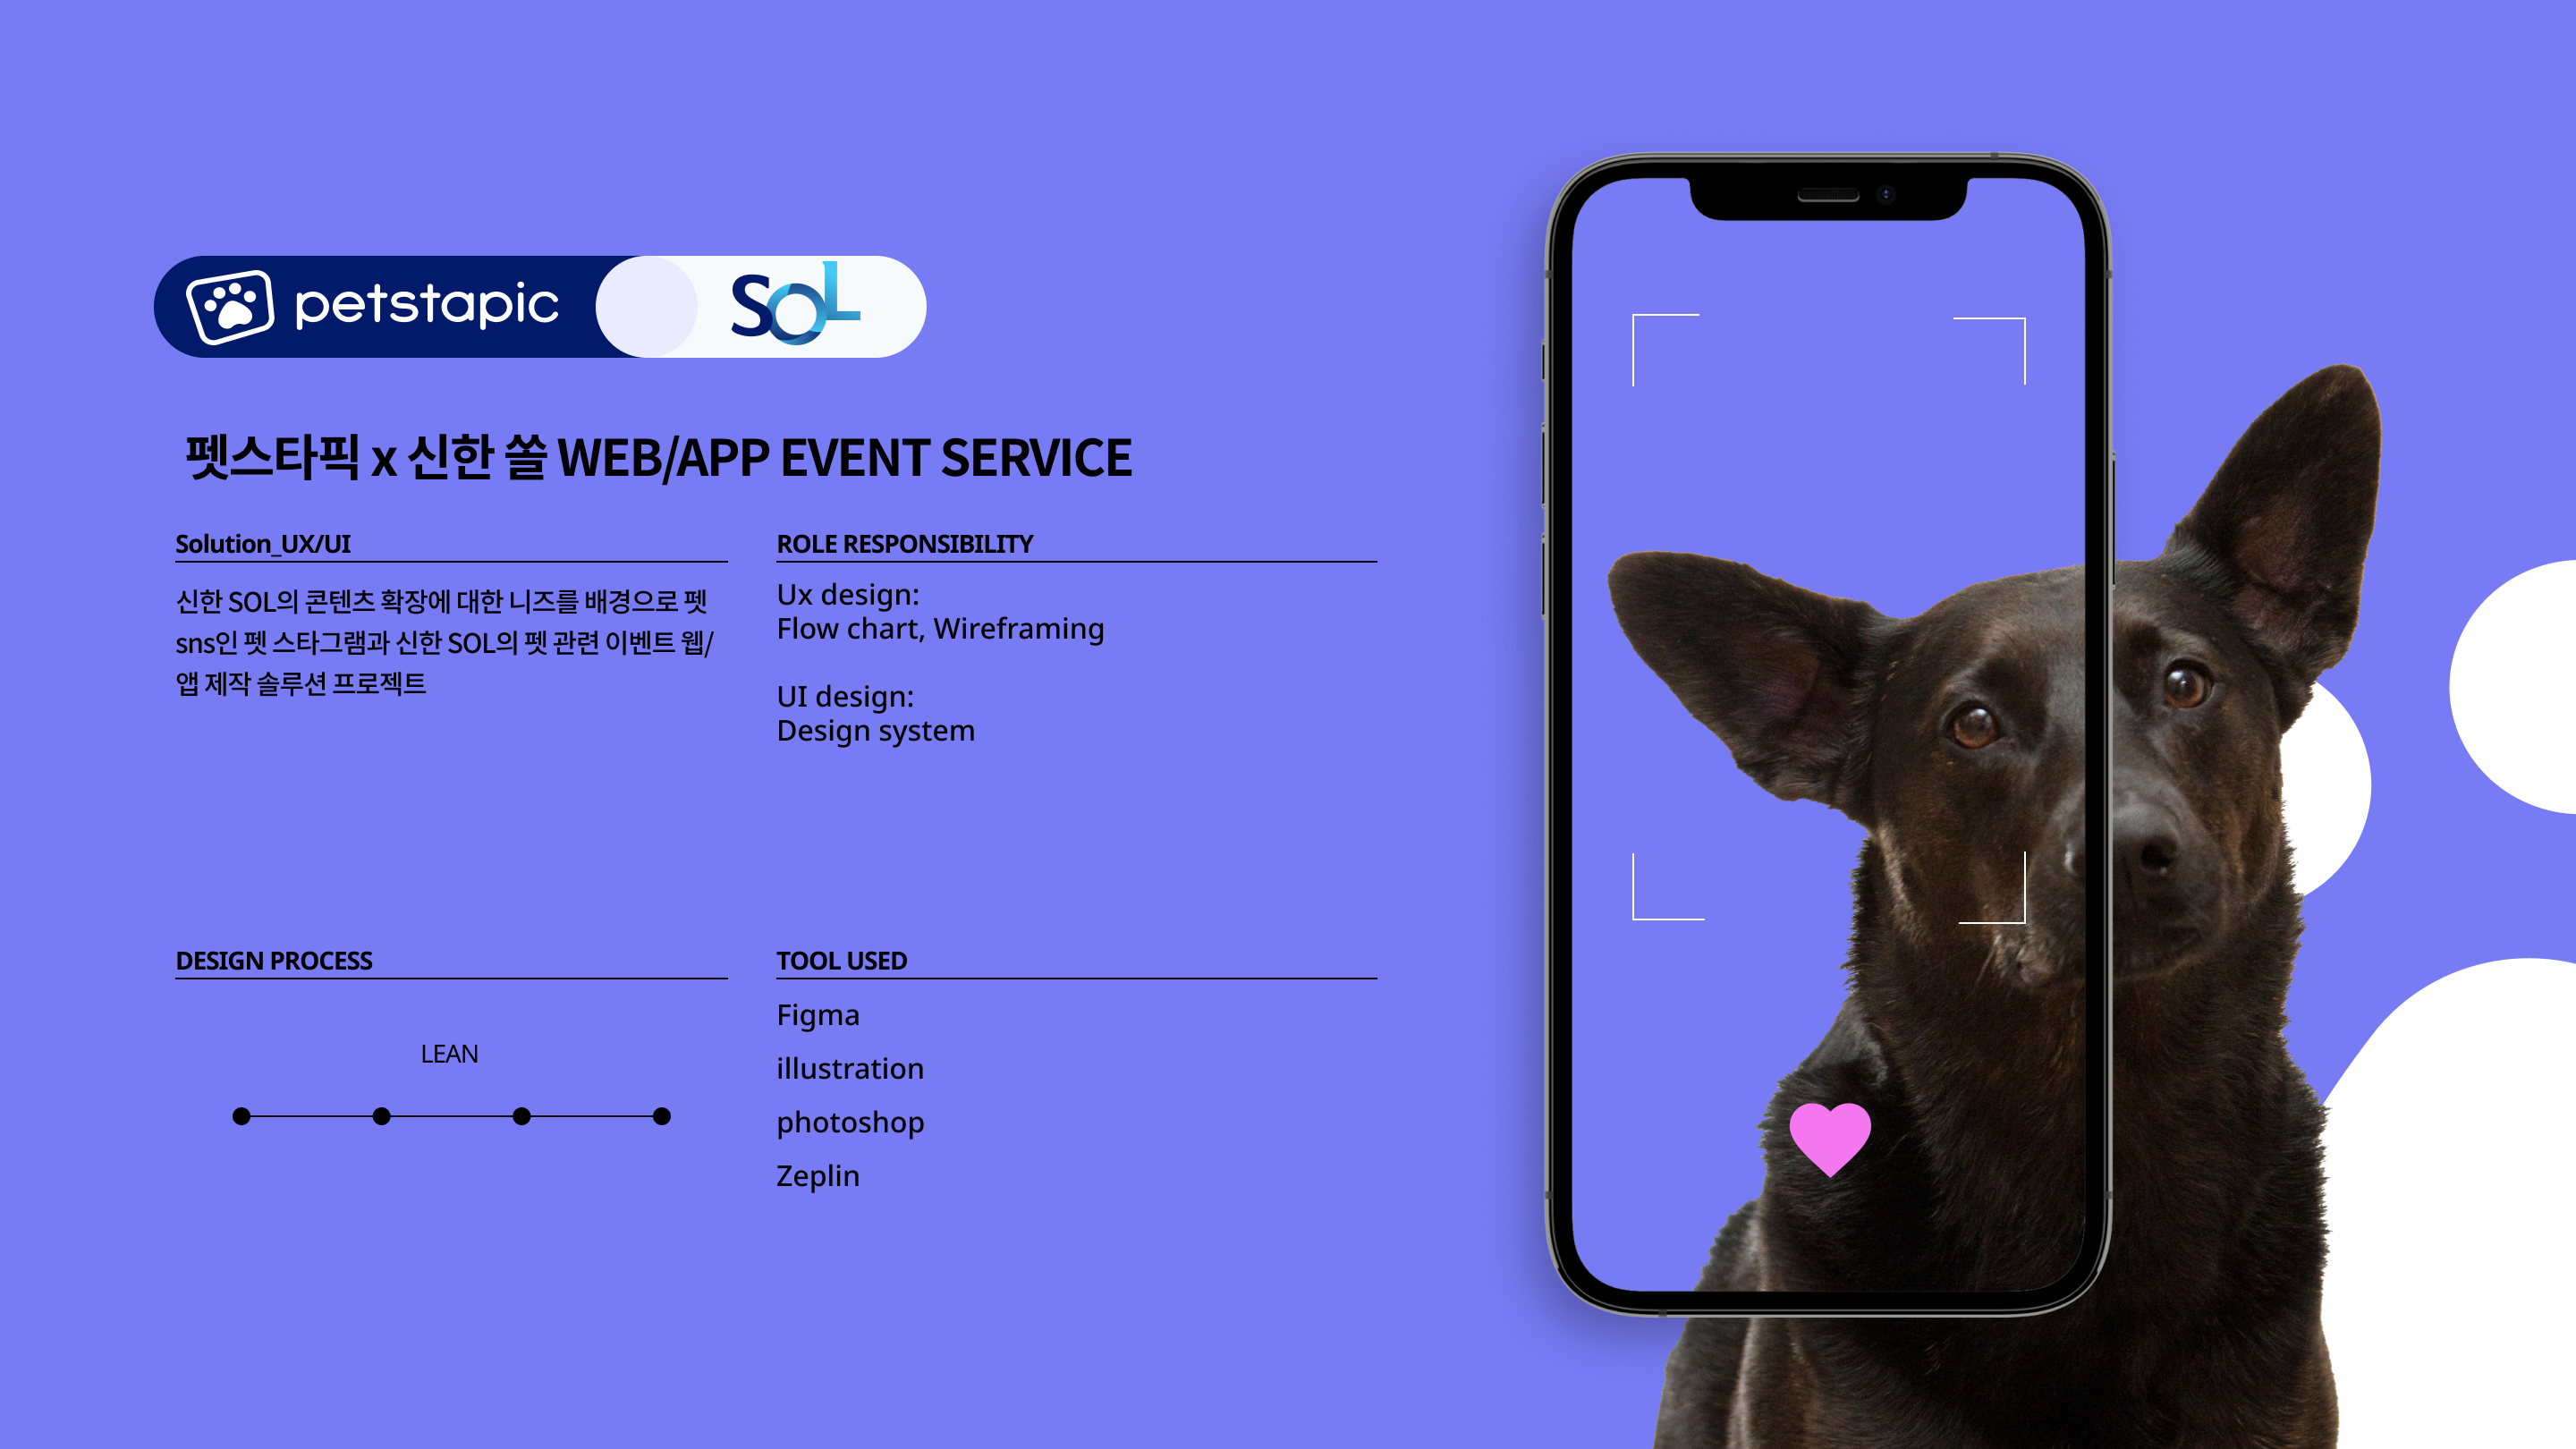 petstapic
SOL
펫스타픽 x 신한 쏠 WEB/APP EVENT SERVICE
Solution_UX/UI
신한 SOL의 콘텐츠 확장에 대한 니즈를 배경으로 펫
sns인 펫 스타그램과 신한 SOL의 펫 관련 이벤트 웹/
앱 제작 솔루션 프로젝트
ROLE RESPONSIBILITY
Ux design:
Flow chart, Wireframing
UI design:
Design system
DESIGN PROCESS
LEAN
TOOL USED
Figma
illustration
photoshop
Zeplin